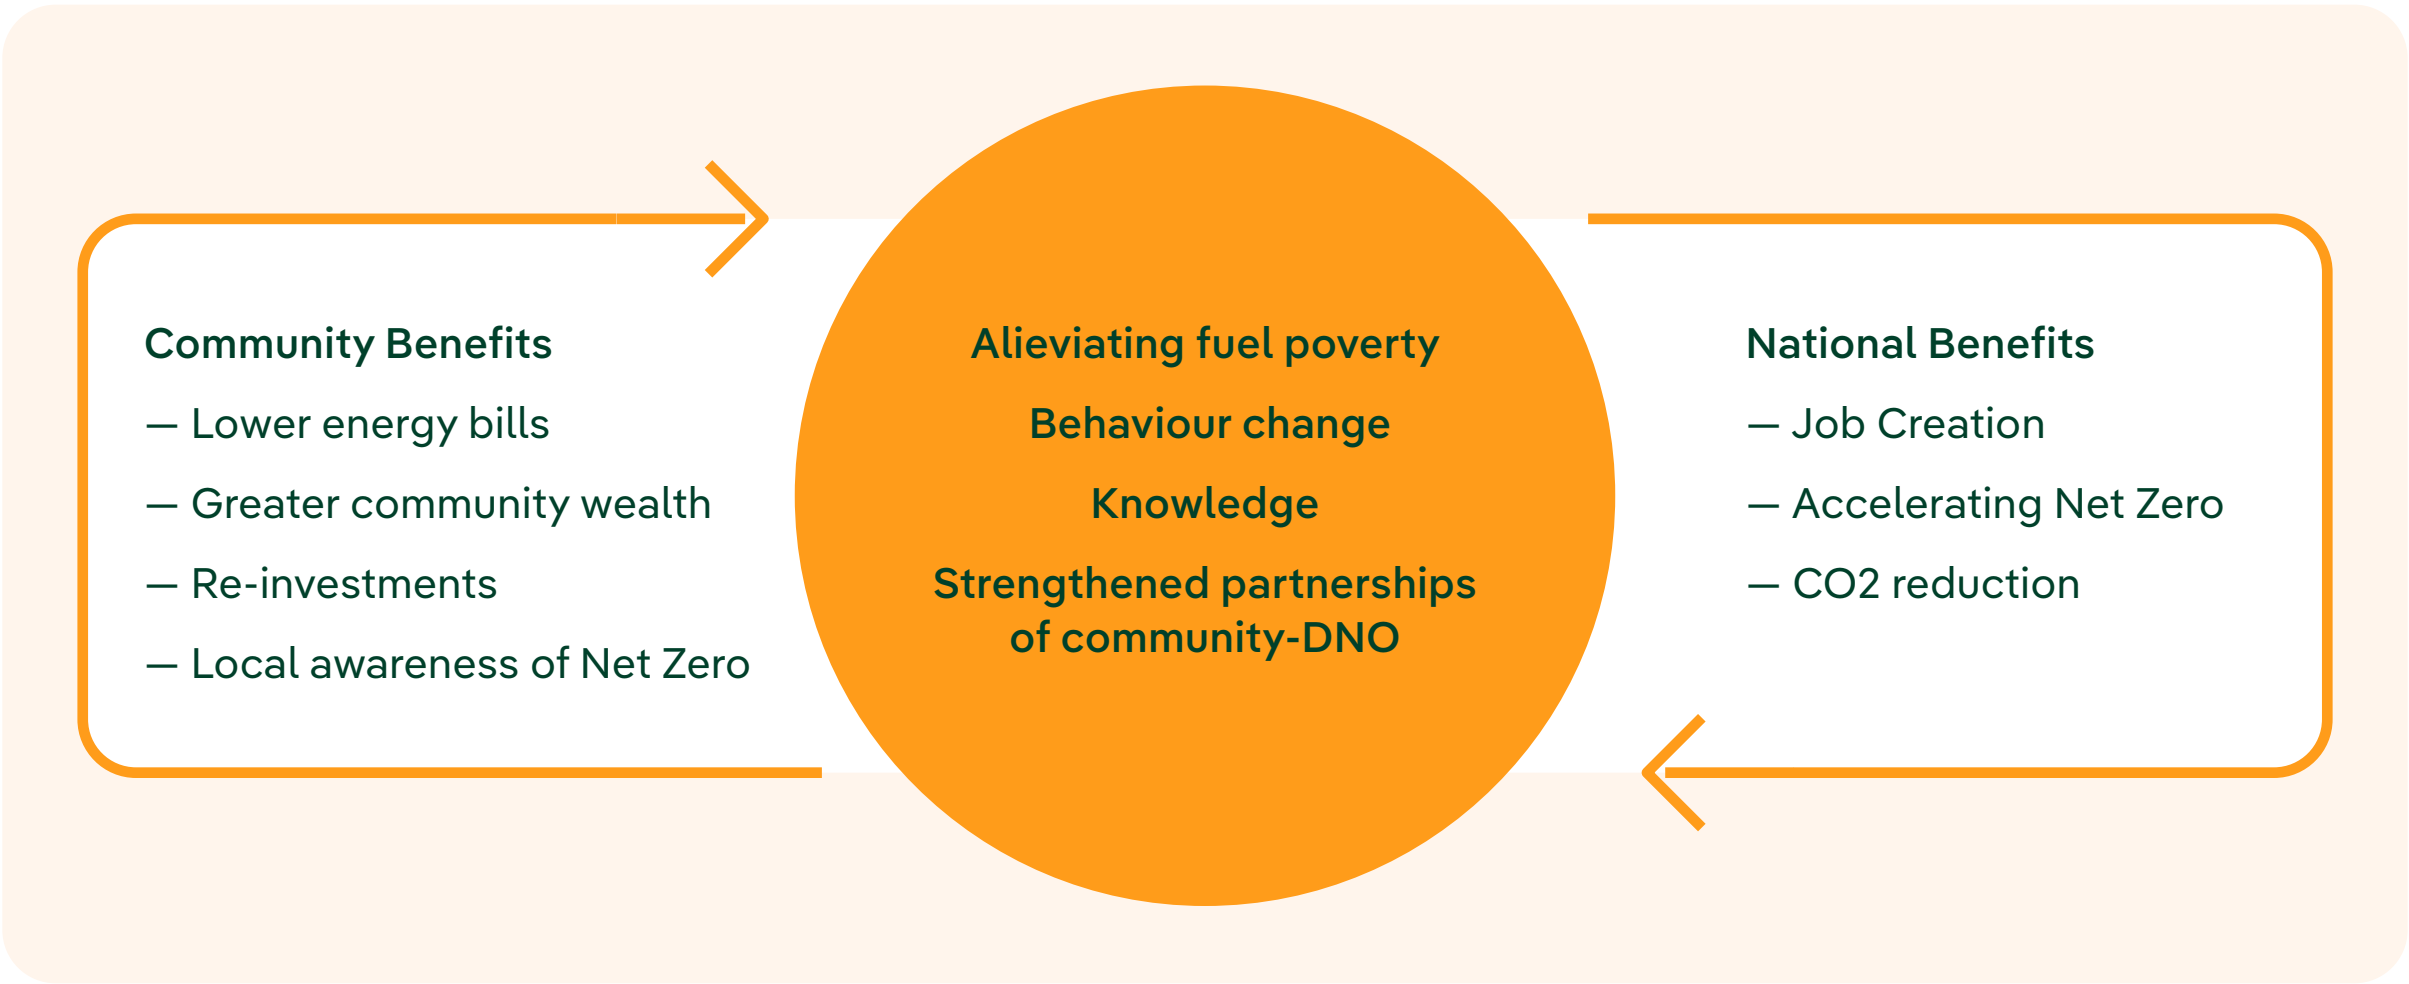 Community Benefits
— Lower energy bills
— Greater community wealth
— Re-investments
— Local awareness of Net Zero
Alieviating fuel poverty
Behaviour change
Knowledge
Strengthened partnerships
of community-DNO
National Benefits
— Job Creation
— Accelerating Net Zero
— CO2 reduction